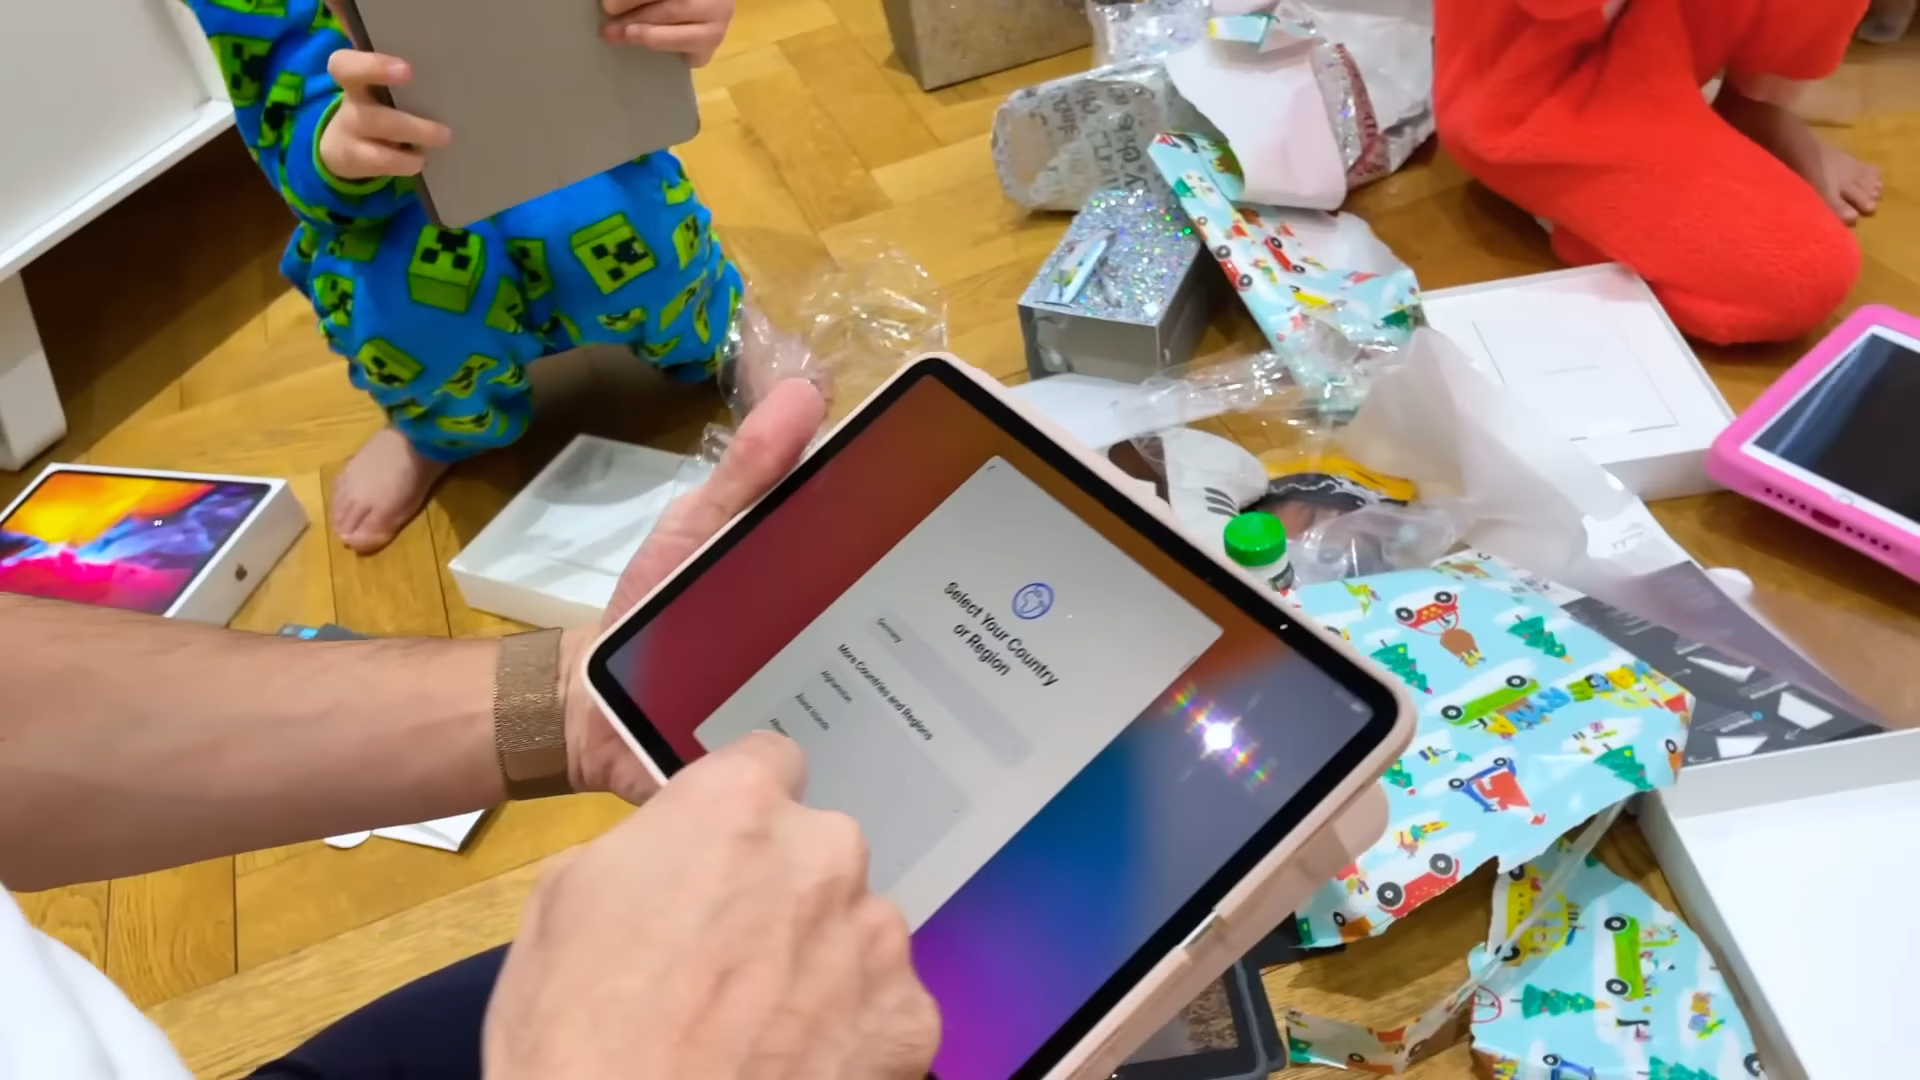 Select Your Country
or Region
Germany
More Countries and Regions
Afghanistan
Åland Islands